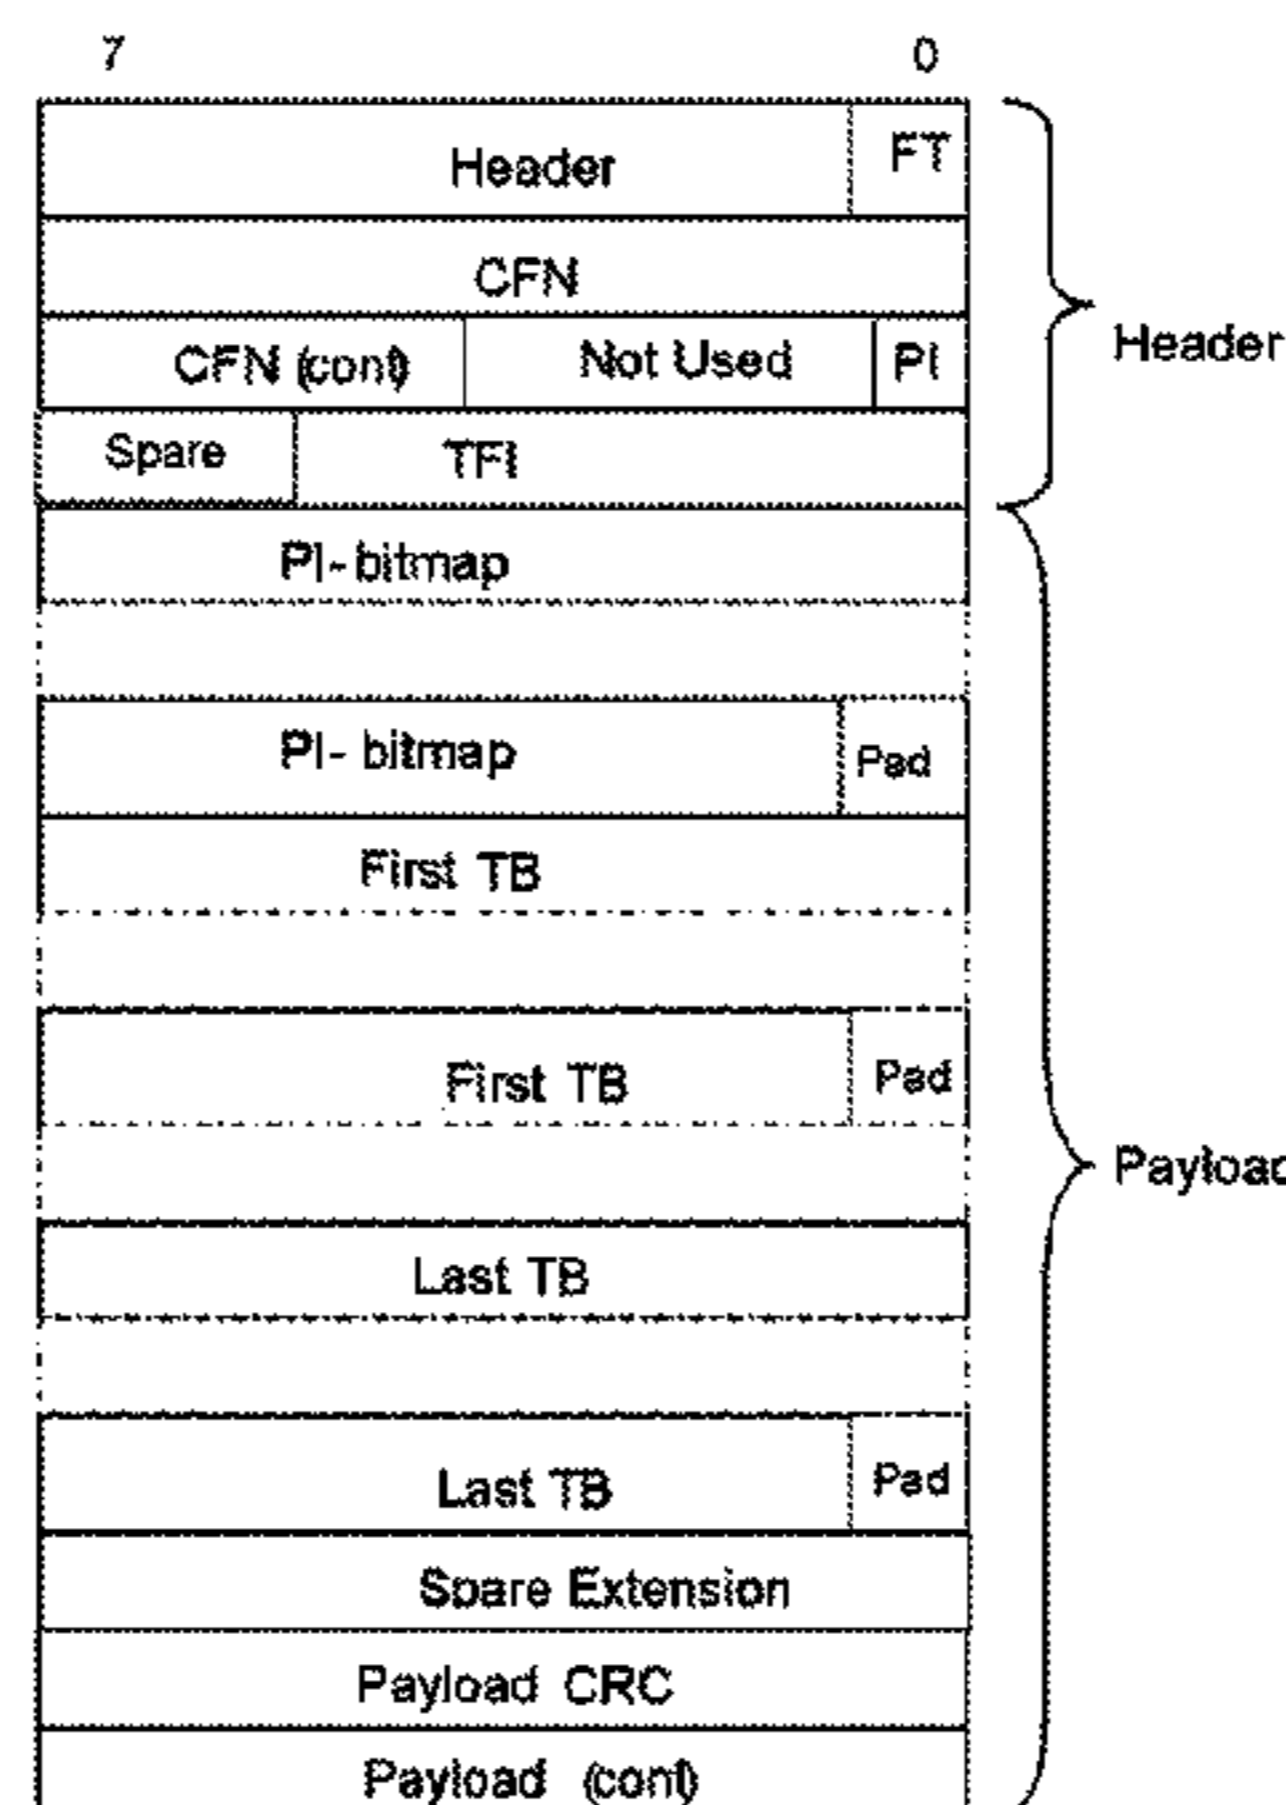 7 0
Header FT
CFN
CFN (cont) Not Used PI
Header
Spare TFI
PI-bitmap
PI- bitmap Pad
First TB
First TB Pad
Payload
Last TB
Last TB Pad
Spare Extension
Payload CRC
Payload (cont)